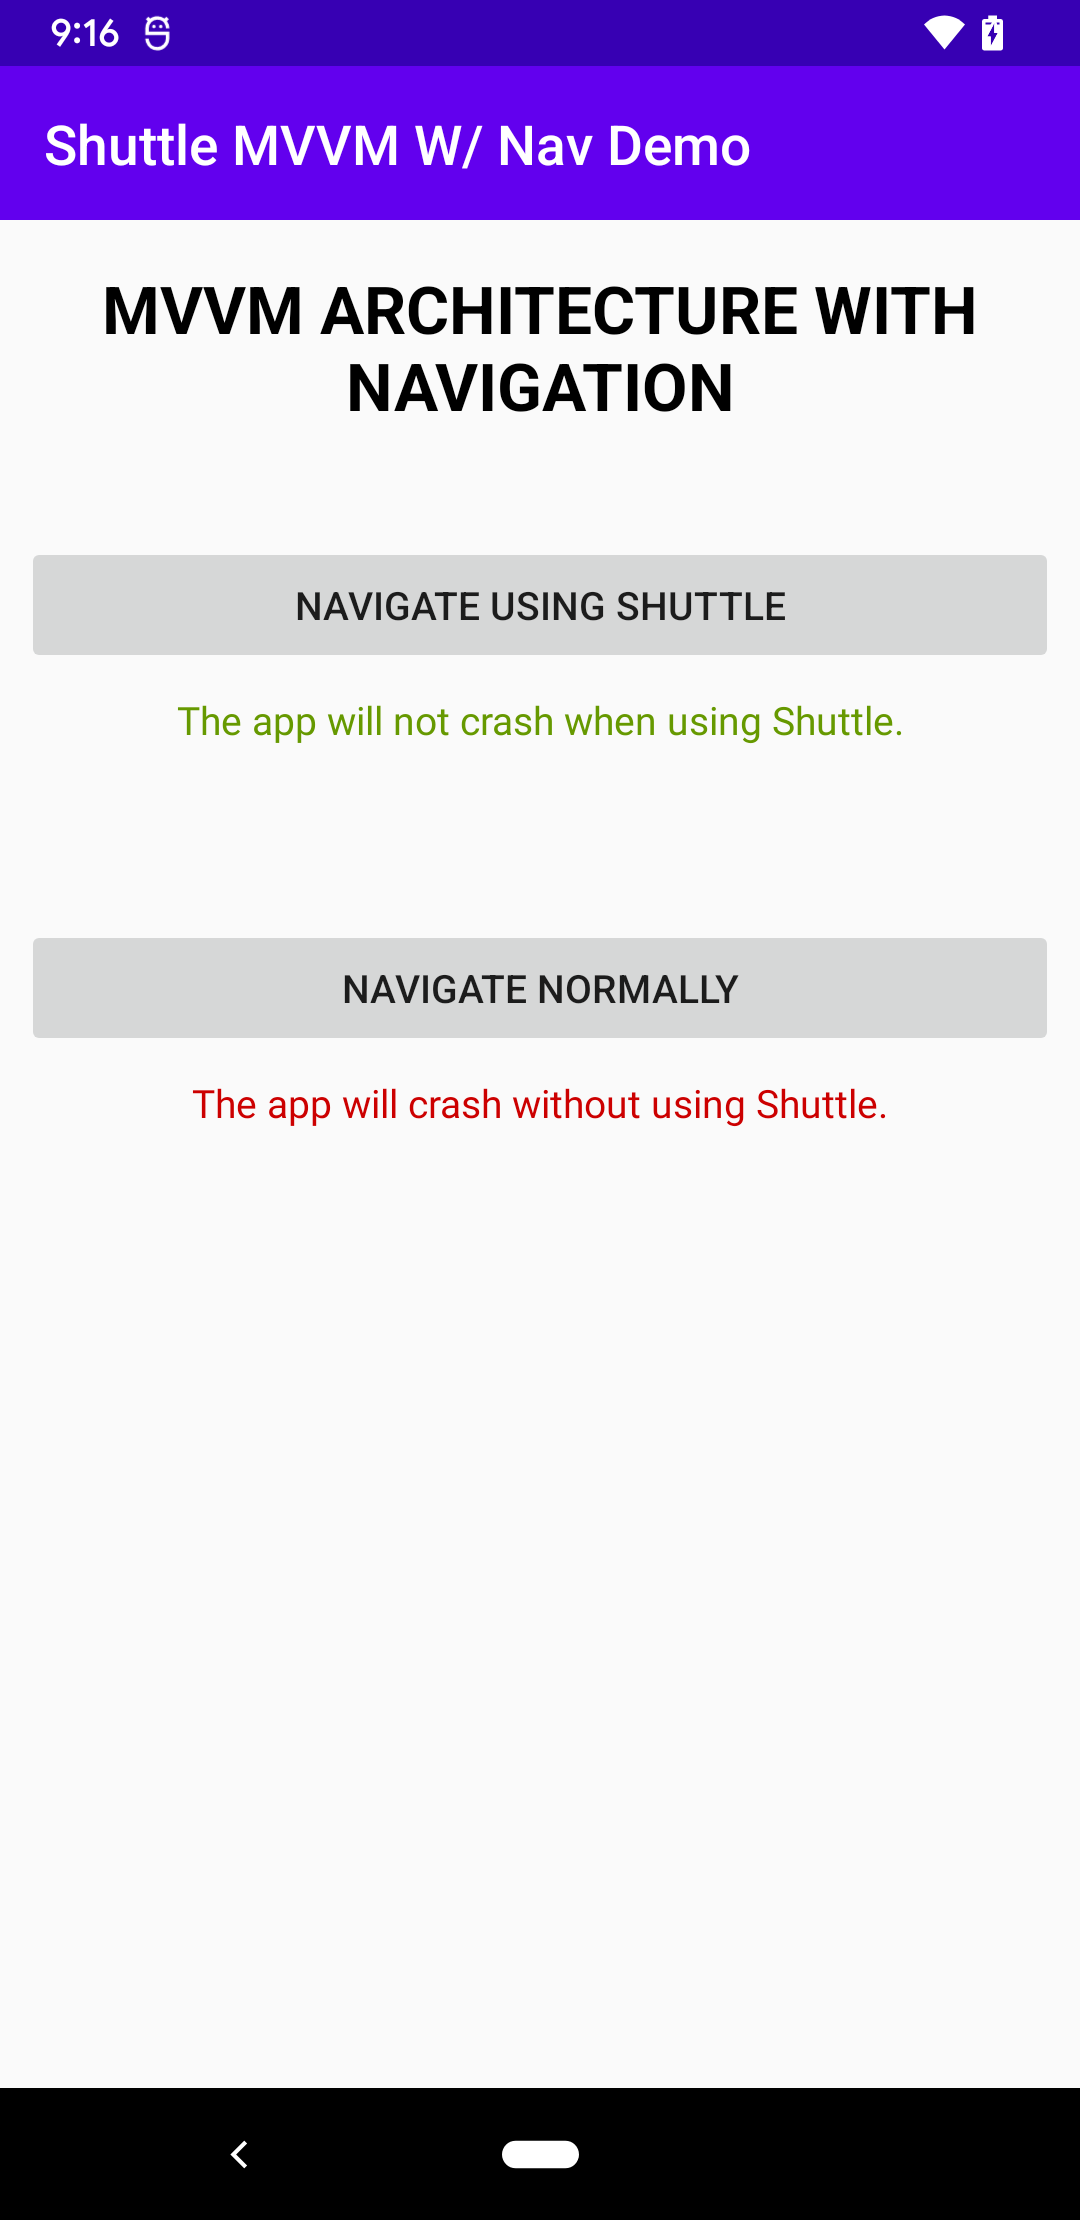 9:16
Shuttle MVVM W/ Nav Demo
MVVM ARCHITECTURE WITH
NAVIGATION
NAVIGATE USING SHUTTLE
The app will not crash when using Shuttle.
NAVIGATE NORMALLY
The app will crash without using Shuttle.